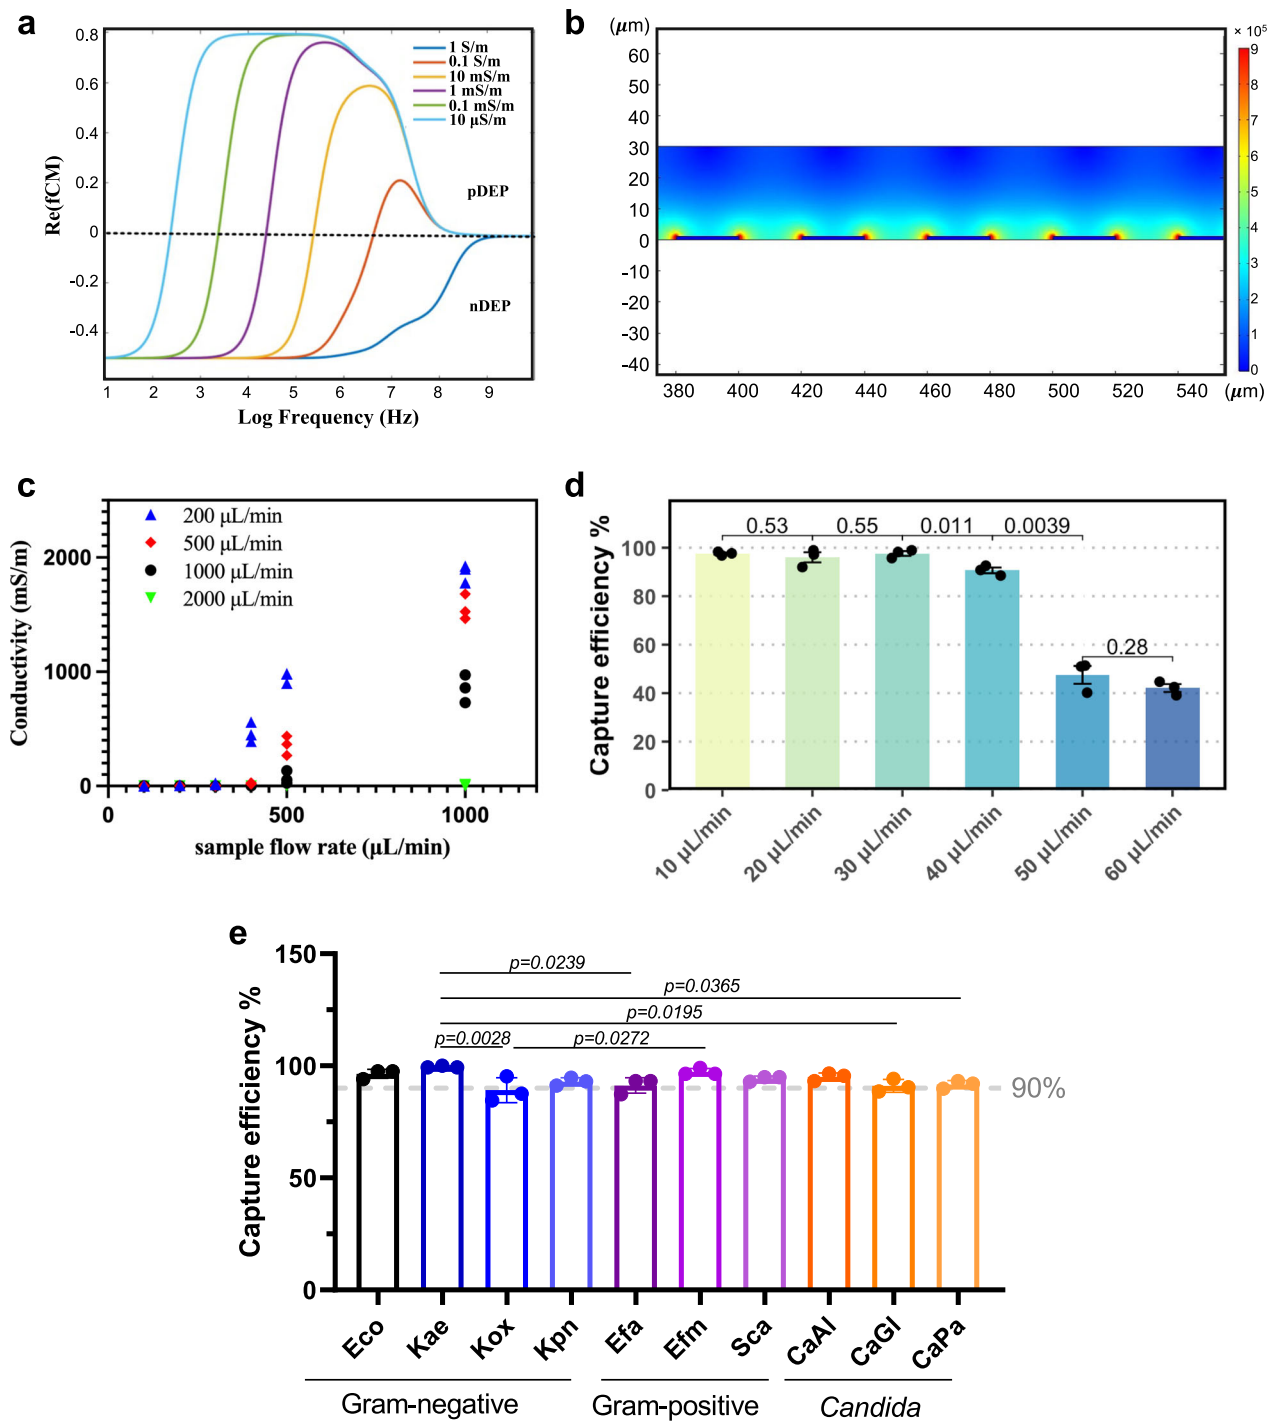 a
0.8
0.6
0.4
0.2
0
-0.2
-0.4
Re(fCM)
1 S/m
0.1 S/m
10 mS/m
1 mS/m
0.1 mS/m
10 μS/m
pDEP
nDEP
1 2 3 4 5 6 7 8 9
Log Frequency (Hz)
b
(μm)
60
50
40
30
20
10
0
-10
-20
-30
-40
380 400 420 440 460 480 500 520 540 (μm)
× 10⁵
9
8
7
6
5
4
3
2
1
0
c
Conductivity (mS/m)
2000
1000
0
200 μL/min
500 μL/min
1000 μL/min
2000 μL/min
0 500 1000
sample flow rate (μL/min)
d
Capture efficiency %
100
80
60
40
20
0
0.53 0.55 0.011 0.0039
0.28
10 μL/min
20 μL/min
30 μL/min
40 μL/min
50 μL/min
60 μL/min
e
Capture efficiency %
150
100
50
0
p=0.0239
p=0.0365
p=0.0195
p=0.0028 p=0.0272
90%
Eco
Kae
Kox
Kpn
Efa
Efm
Sca
CaAl
CaGl
CaPa
Gram-negative
Gram-positive
Candida